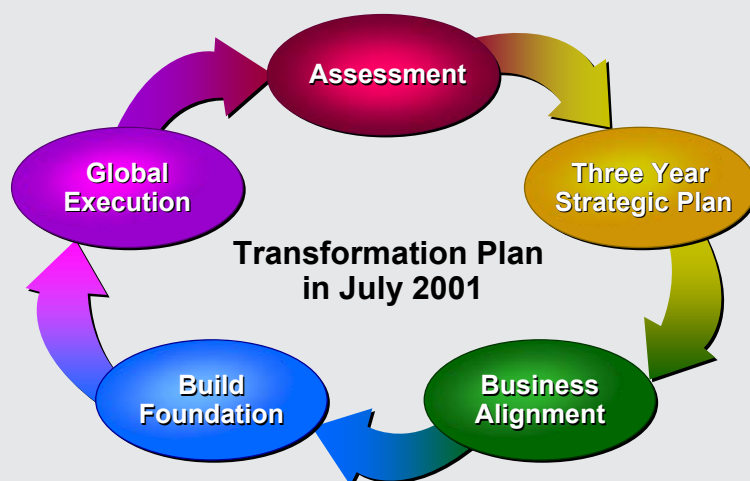 Assessment
Three Year
Strategic Plan
Business
Alignment
Build
Foundation
Global
Execution
Transformation Plan
in July 2001